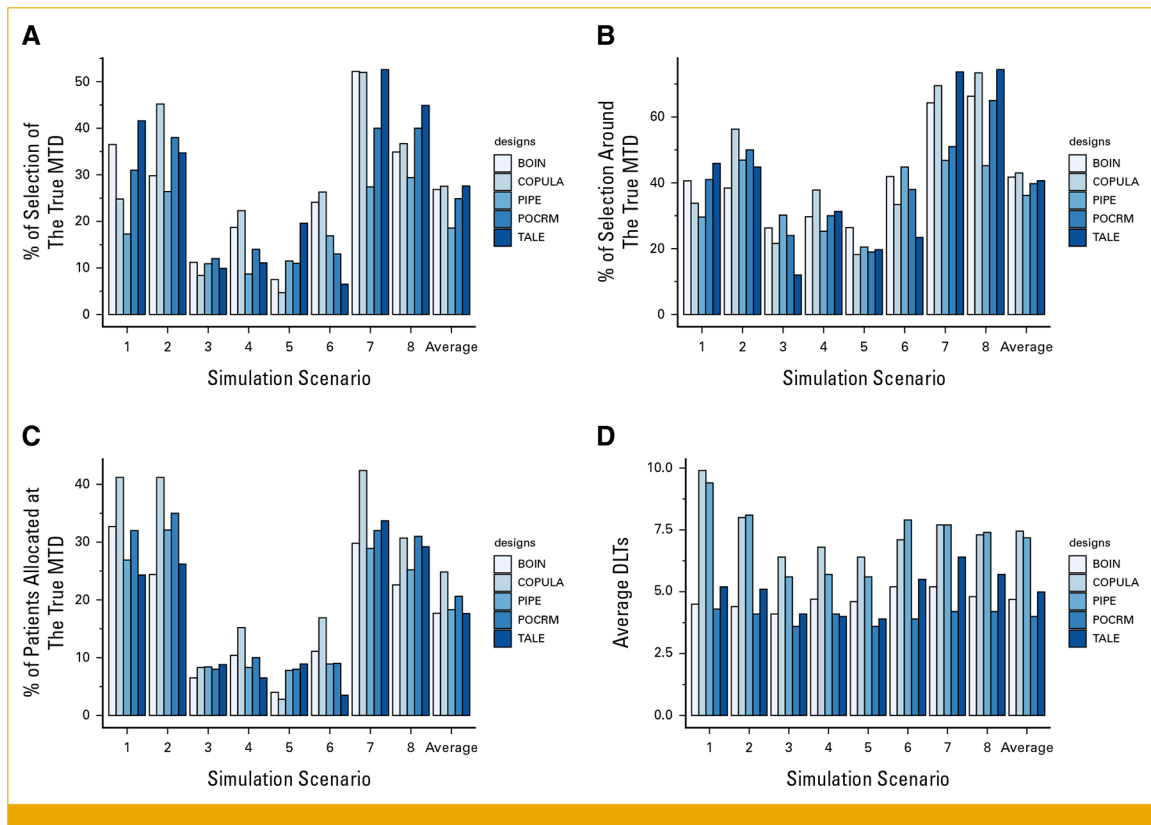 A
% of Selection of
The True MTD
50
40
30
20
10
0
1 2 3 4 5 6 7 8 Average
Simulation Scenario
designs
BOIN
COPULA
PIPE
POCRM
TALE
B
% of Selection Around
The True MTD
60
40
20
0
1 2 3 4 5 6 7 8 Average
Simulation Scenario
designs
BOIN
COPULA
PIPE
POCRM
TALE
C
% of Patients Allocated at
The True MTD
40
30
20
10
0
1 2 3 4 5 6 7 8 Average
Simulation Scenario
designs
BOIN
COPULA
PIPE
POCRM
TALE
D
Average DLTs
10.0
7.5
5.0
2.5
0.0
1 2 3 4 5 6 7 8 Average
Simulation Scenario
designs
BOIN
COPULA
PIPE
POCRM
TALE